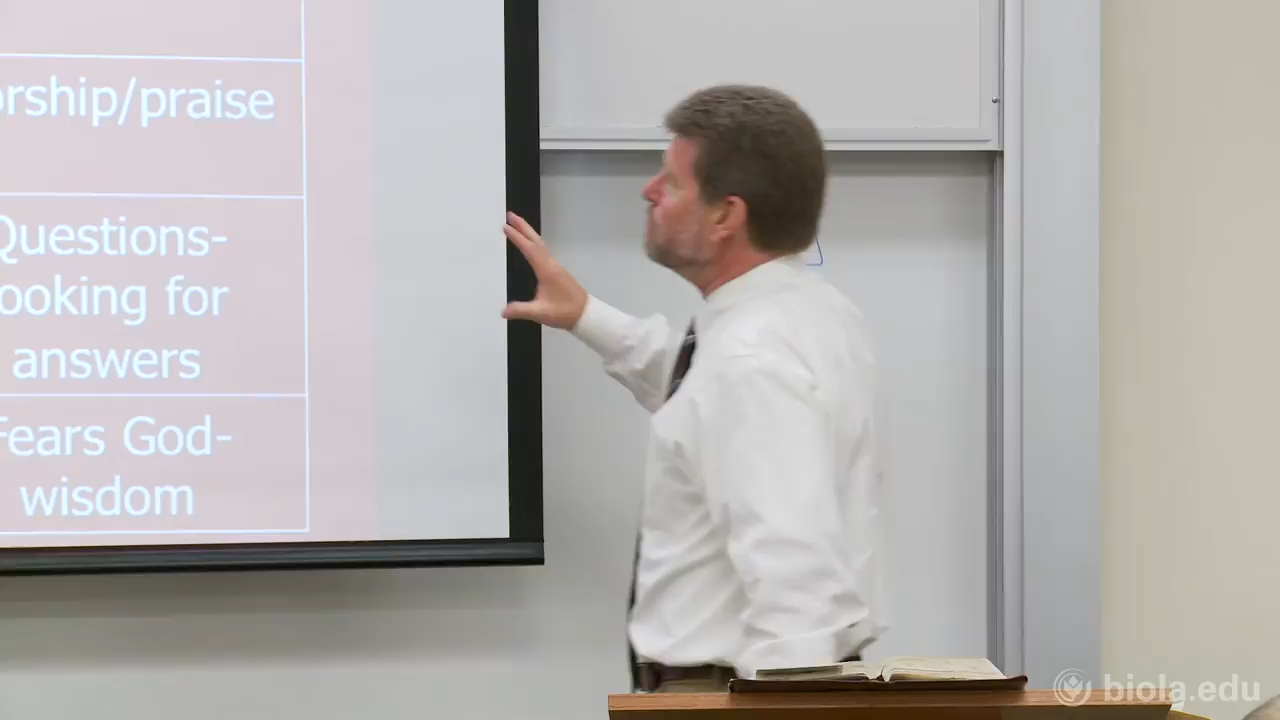 orship/praise
Questions-
ooking for
answers
Fears God-
wisdom
biola.edu